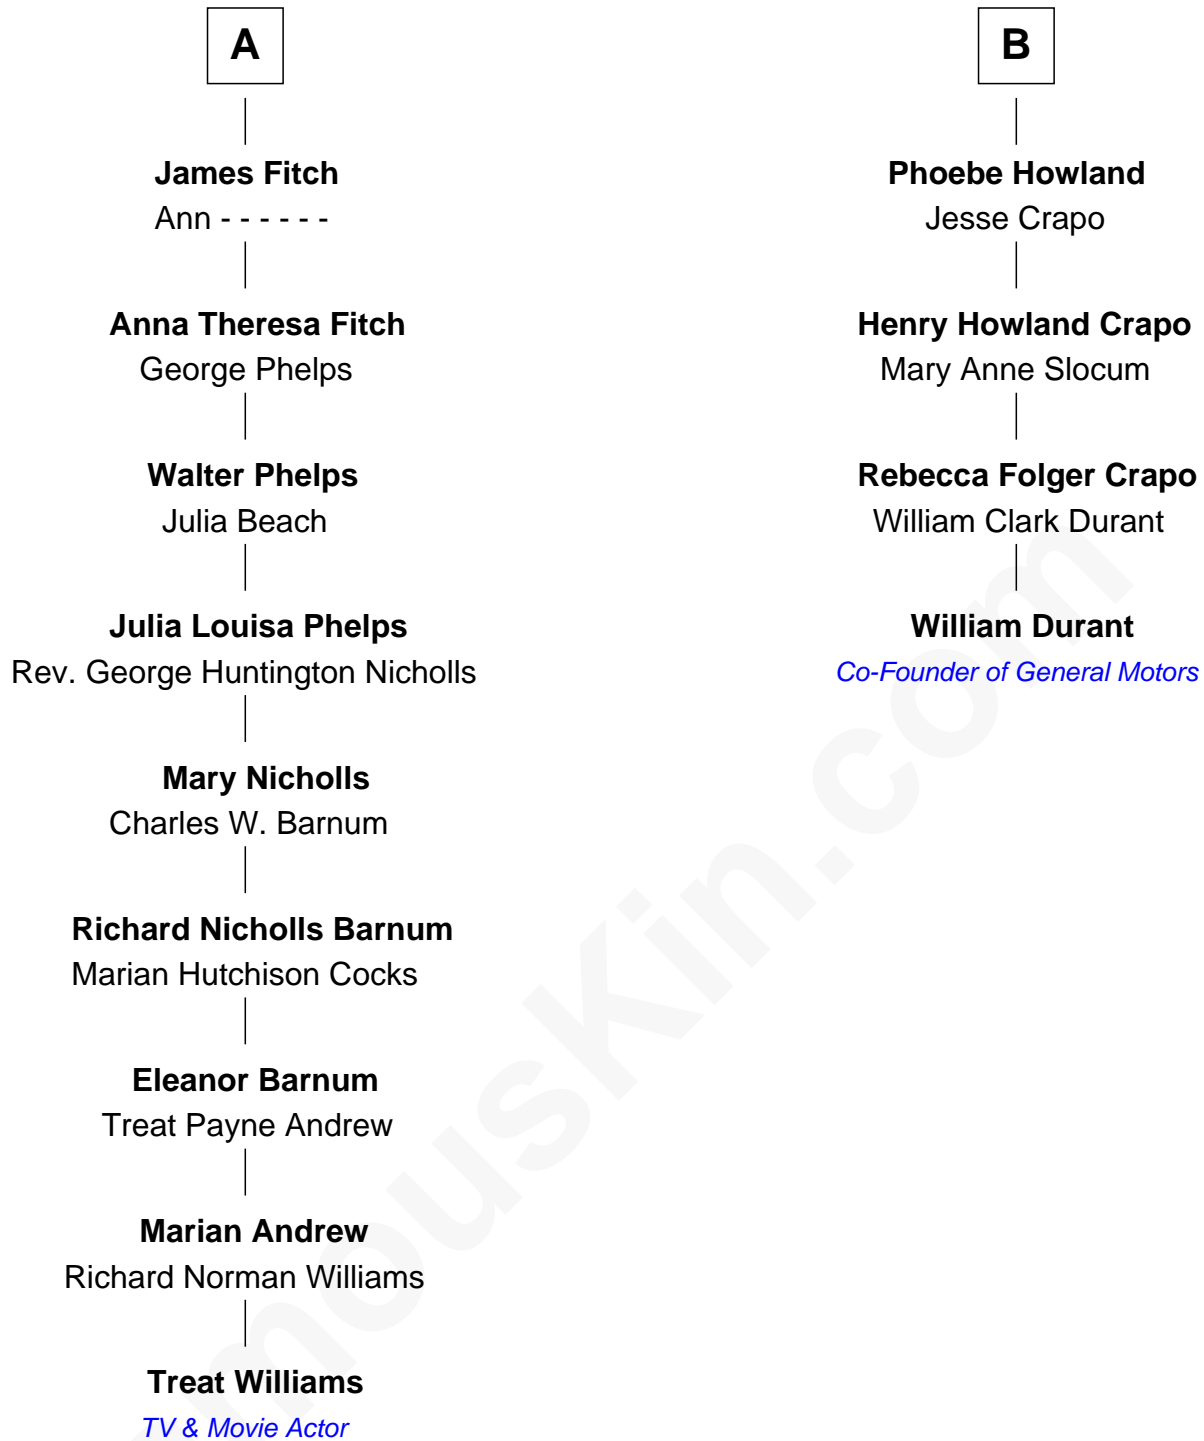 A
James Fitch
Ann - - - - - -
Anna Theresa Fitch
George Phelps
Walter Phelps
Julia Beach
Julia Louisa Phelps
Rev. George Huntington Nicholls
Mary Nicholls
Charles W. Barnum
Richard Nicholls Barnum
Marian Hutchison Cocks
Eleanor Barnum
Treat Payne Andrew
Marian Andrew
Richard Norman Williams
Treat Williams
TV & Movie Actor
B
Phoebe Howland
Jesse Crapo
Henry Howland Crapo
Mary Anne Slocum
Rebecca Folger Crapo
William Clark Durant
William Durant
Co-Founder of General Motors
mousKin.com